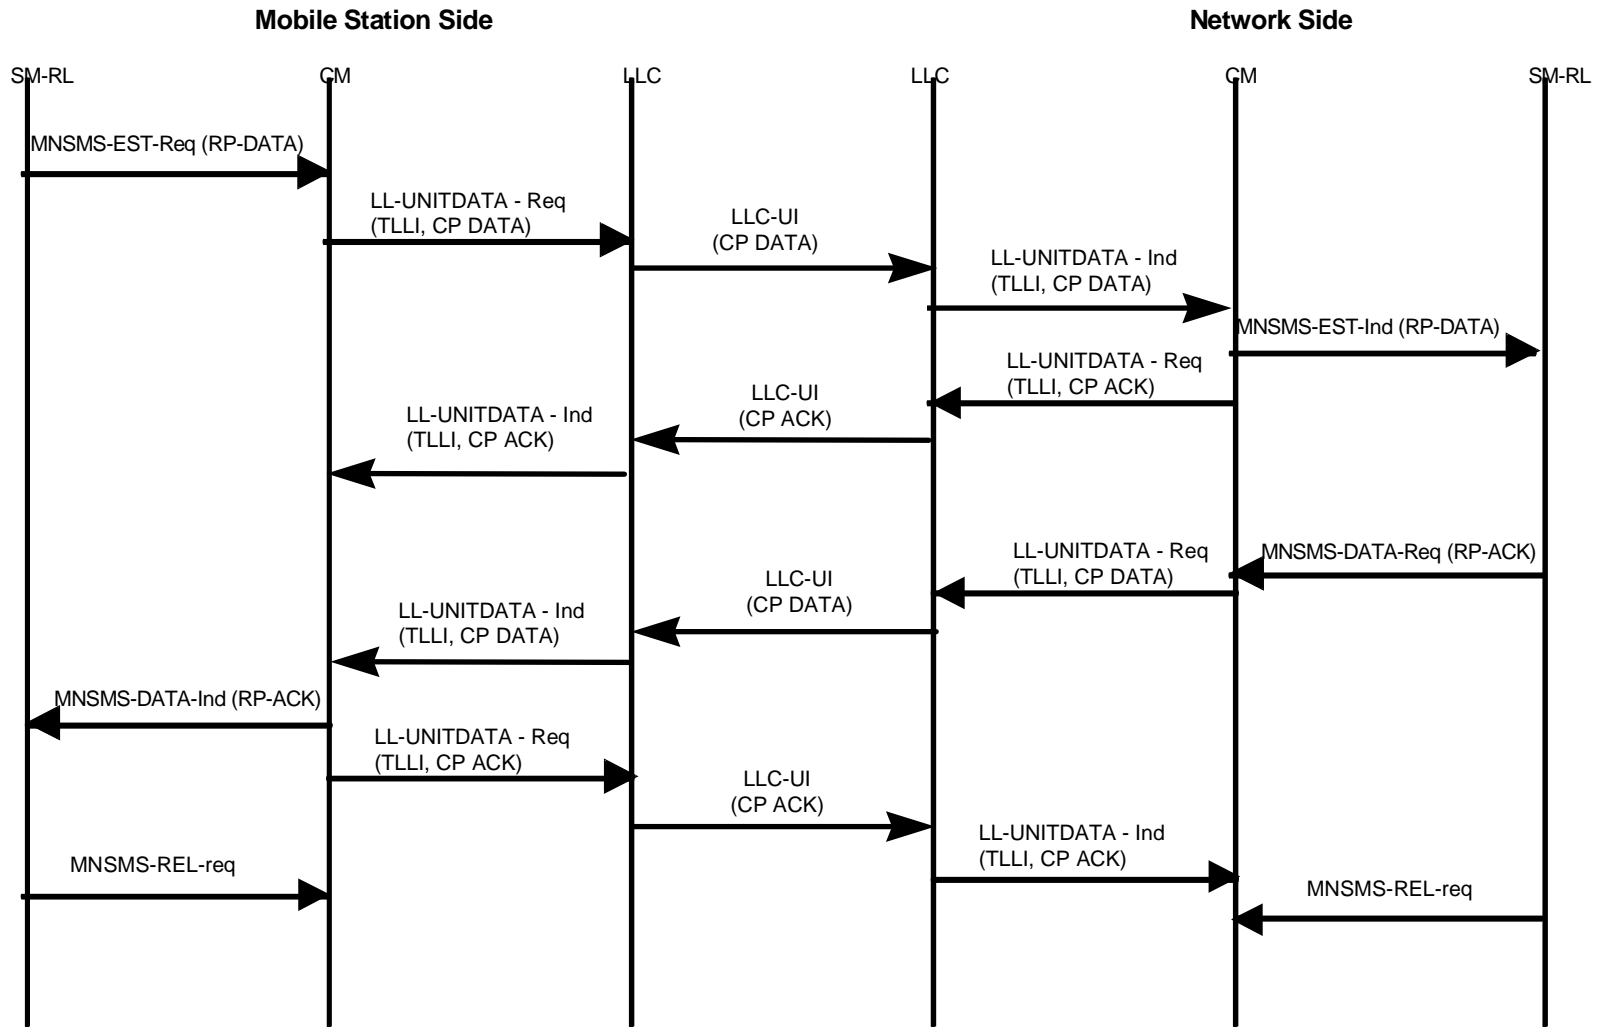 Mobile Station Side
Network Side
SM-RL
CM
LLC
LLC
CM
SM-RL
MNSMS-EST-Req (RP-DATA)
LL-UNITDATA - Req
(TLLI, CP DATA)
LLC-UI
(CP DATA)
LL-UNITDATA - Ind
(TLLI, CP DATA)
MNSMS-EST-Ind (RP-DATA)
LL-UNITDATA - Req
(TLLI, CP ACK)
LLC-UI
(CP ACK)
LL-UNITDATA - Ind
(TLLI, CP ACK)
MNSMS-DATA-Req (RP-ACK)
LL-UNITDATA - Req
(TLLI, CP DATA)
LLC-UI
(CP DATA)
LL-UNITDATA - Ind
(TLLI, CP DATA)
MNSMS-DATA-Ind (RP-ACK)
LL-UNITDATA - Req
(TLLI, CP ACK)
LLC-UI
(CP ACK)
LL-UNITDATA - Ind
(TLLI, CP ACK)
MNSMS-REL-req
MNSMS-REL-req